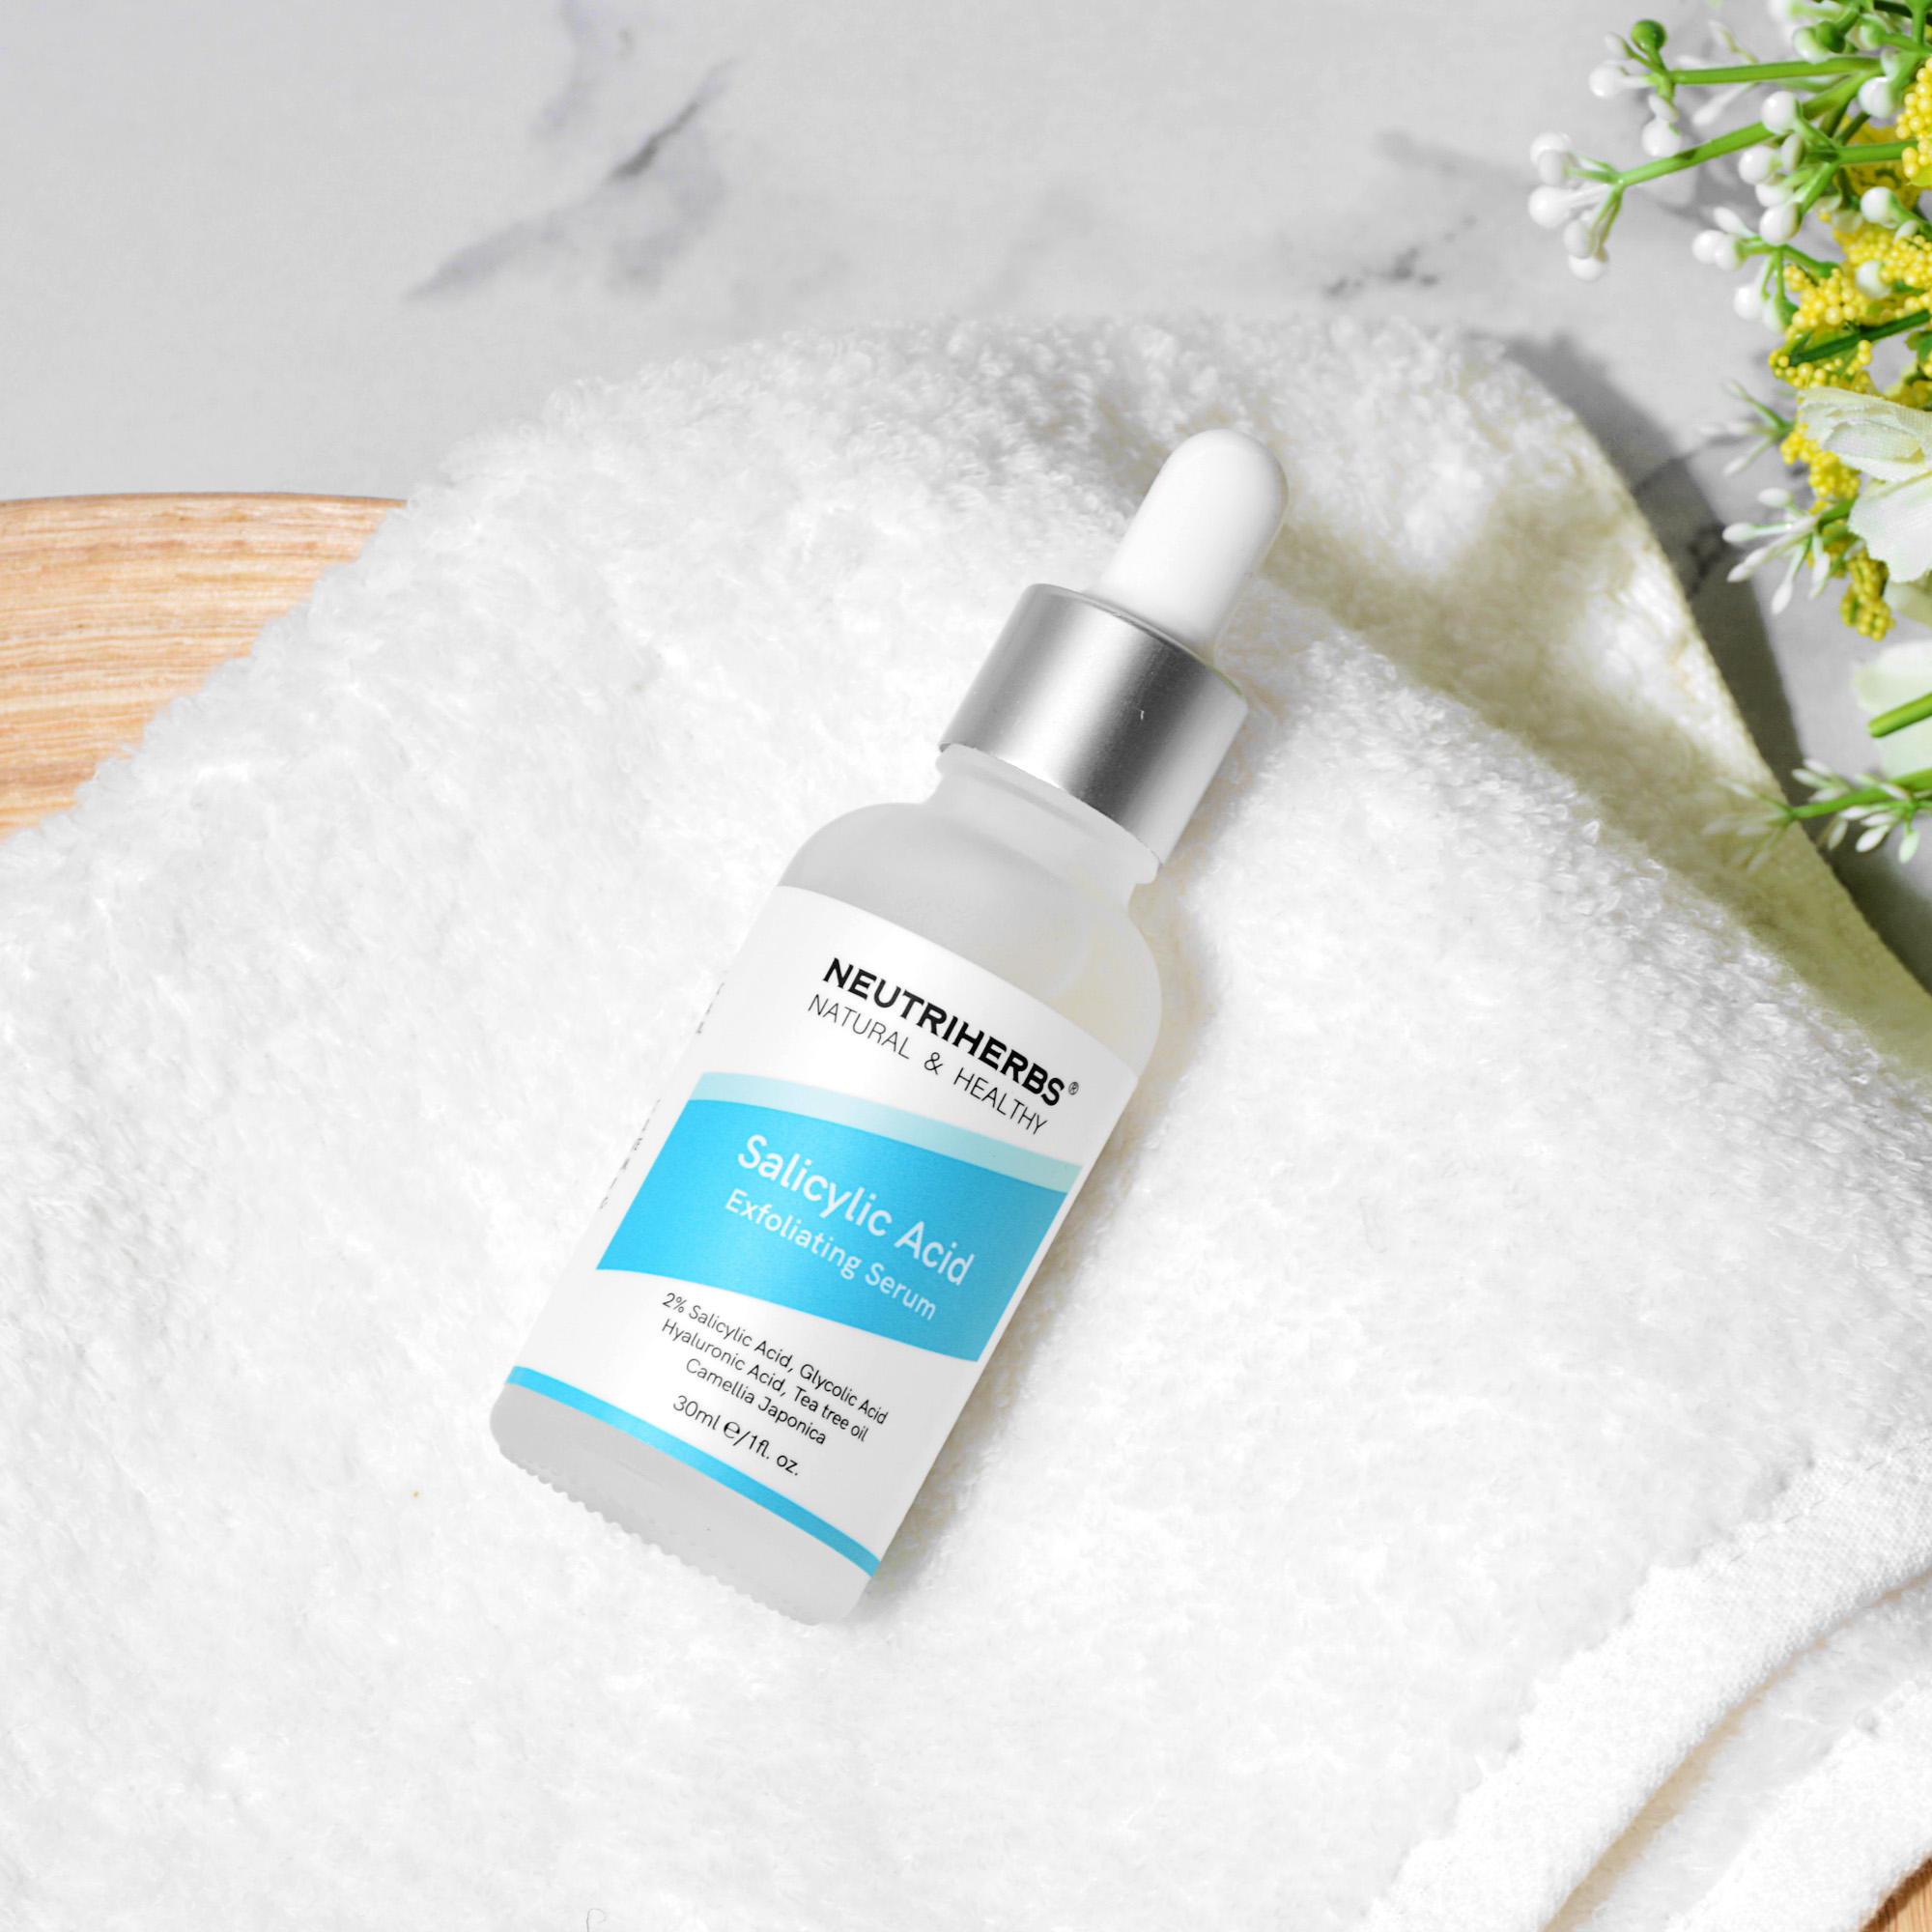 NEUTRIHERBS®
NATURAL & HEALTHY
Salicylic Acid
Exfoliating Serum
2% Salicylic Acid, Glycolic Acid
Hyaluronic Acid, Tea tree oil
Camellia Japonica
30ml ℮/1fl. oz.